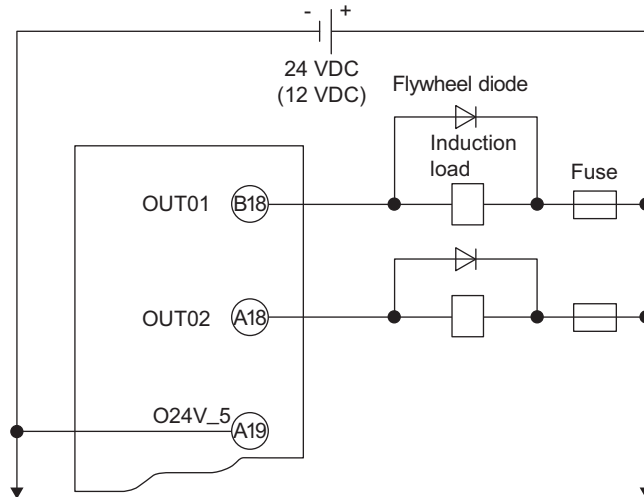 - +
24 VDC
(12 VDC)
Flywheel diode
Induction
load
Fuse
OUT01 B18
OUT02 A18
O24V_5
A19